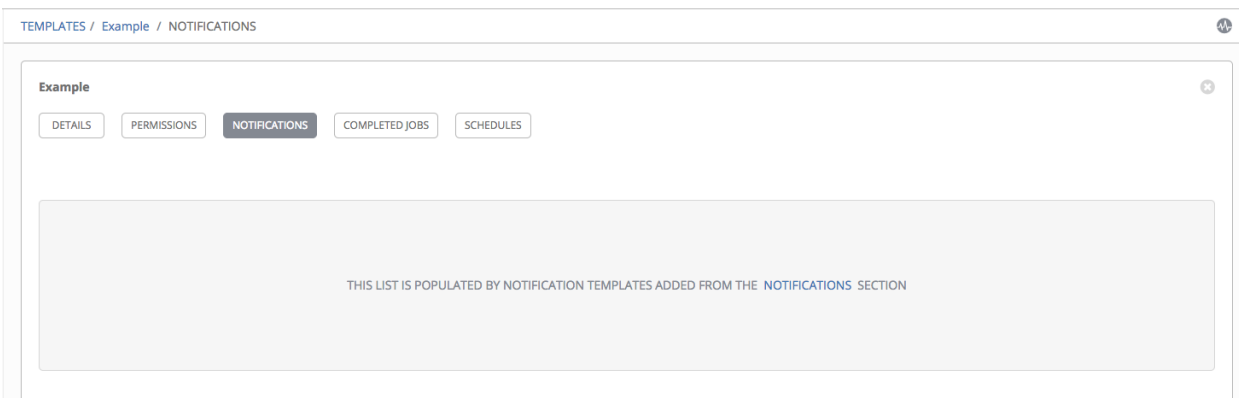 TEMPLATES / Example / NOTIFICATIONS
Example
DETAILS PERMISSIONS NOTIFICATIONS COMPLETED JOBS SCHEDULES
THIS LIST IS POPULATED BY NOTIFICATION TEMPLATES ADDED FROM THE NOTIFICATIONS SECTION